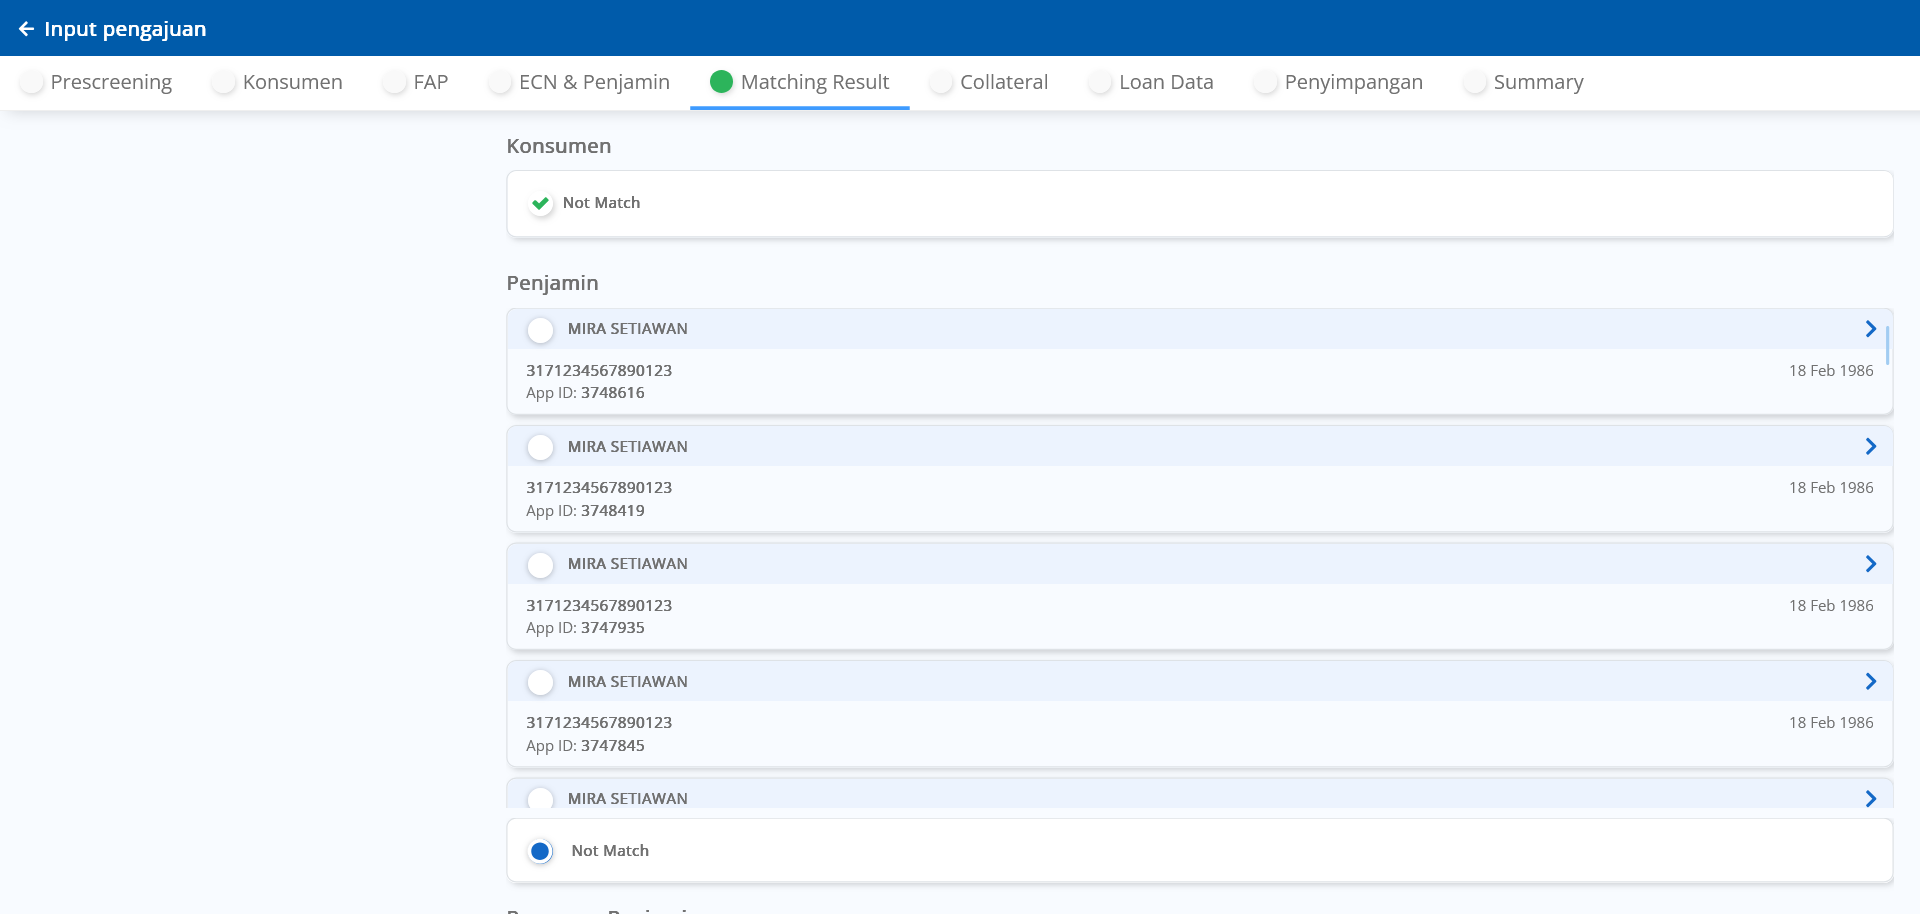 Input pengajuan
Prescreening Konsumen FAP ECN & Penjamin Matching Result Collateral Loan Data Penyimpangan Summary
Konsumen
Not Match
Penjamin
MIRA SETIAWAN
3171234567890123 18 Feb 1986
App ID: 3748616
MIRA SETIAWAN
3171234567890123 18 Feb 1986
App ID: 3748419
MIRA SETIAWAN
3171234567890123 18 Feb 1986
App ID: 3747935
MIRA SETIAWAN
3171234567890123 18 Feb 1986
App ID: 3747845
MIRA SETIAWAN
Not Match